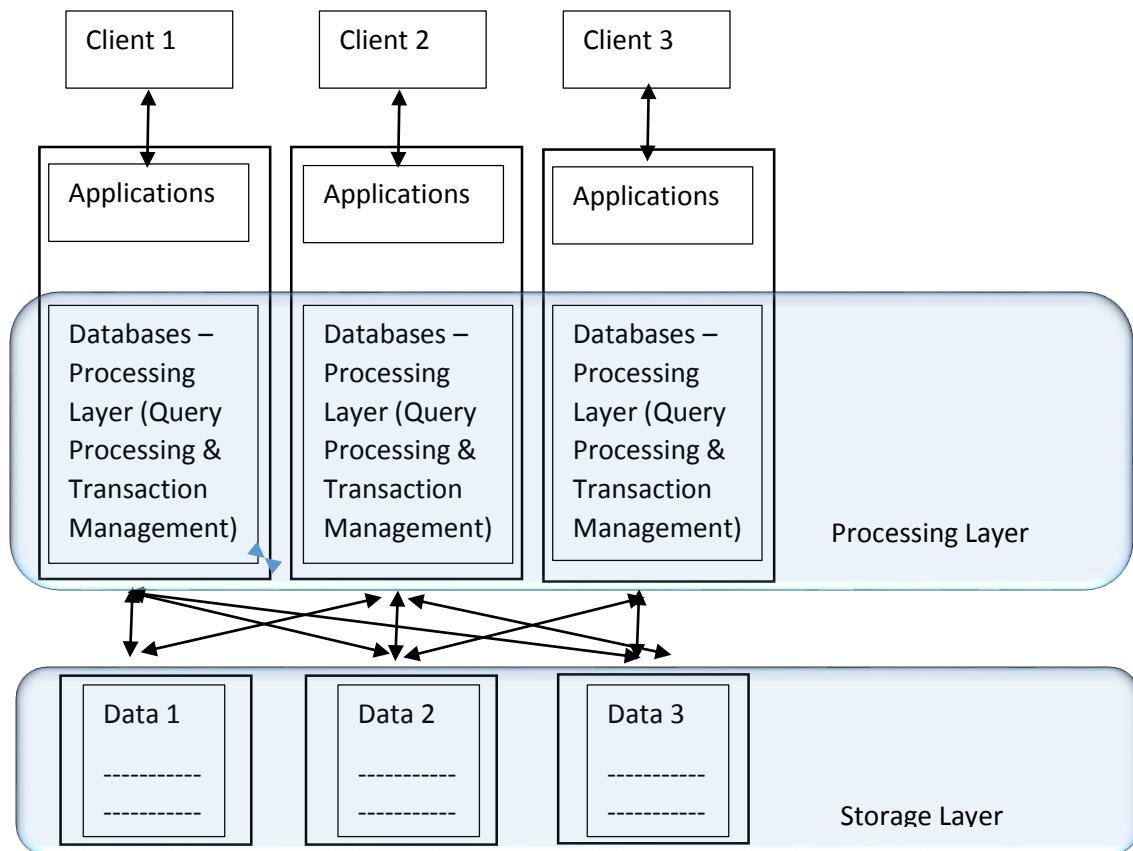 Client 1
Client 2
Client 3
Applications
Applications
Applications
Databases –
Processing
Layer (Query
Processing &
Transaction
Management)
Databases –
Processing
Layer (Query
Processing &
Transaction
Management)
Databases –
Processing
Layer (Query
Processing &
Transaction
Management)
Processing Layer
Data 1
-----------
-----------
Data 2
-----------
-----------
Data 3
-----------
-----------
Storage Layer